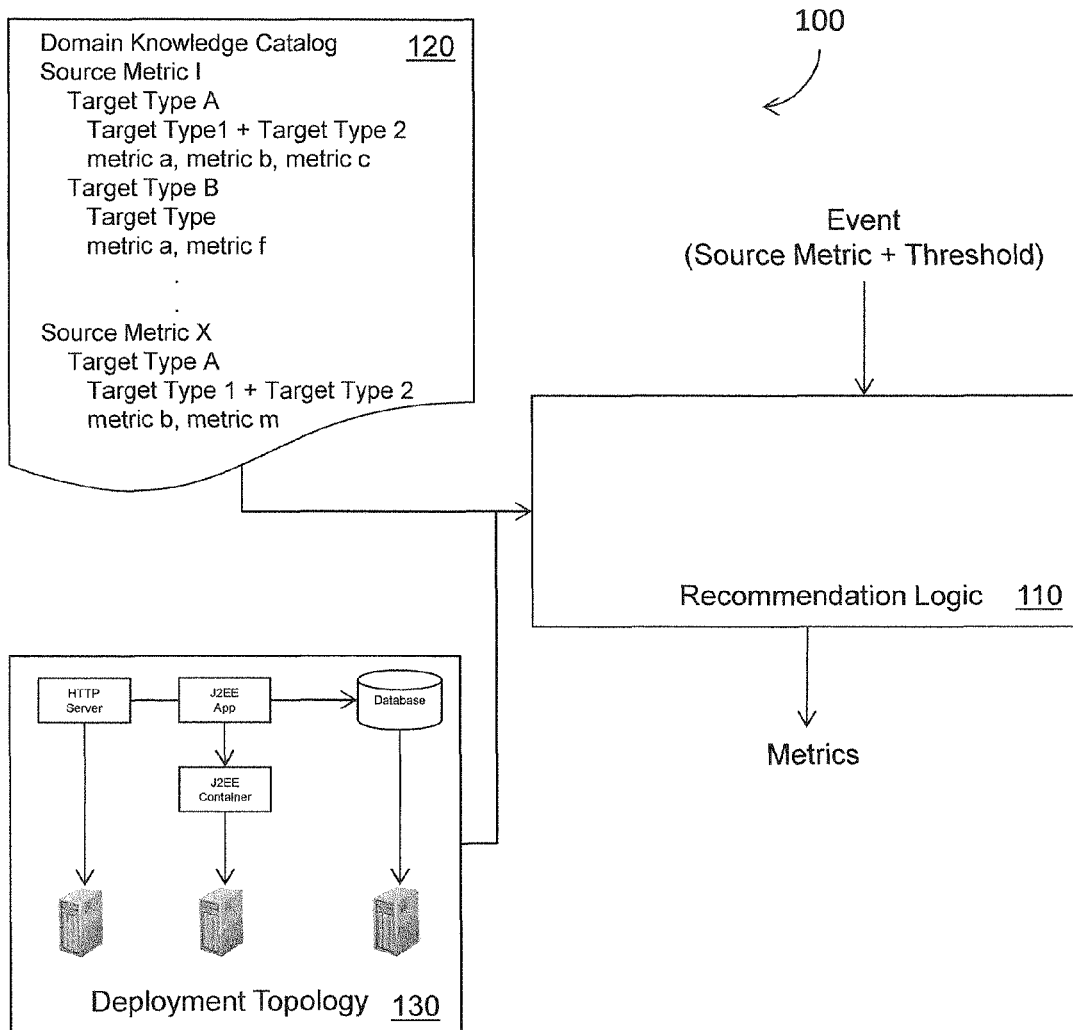 Domain Knowledge Catalog 120
Source Metric I
Target Type A
Target Type1 + Target Type 2
metric a, metric b, metric c
Target Type B
Target Type
metric a, metric f
.
.
Source Metric X
Target Type A
Target Type 1 + Target Type 2
metric b, metric m
100
Event
(Source Metric + Threshold)
Recommendation Logic 110
Metrics
HTTP
Server
J2EE
App
Database
J2EE
Container
Deployment Topology 130